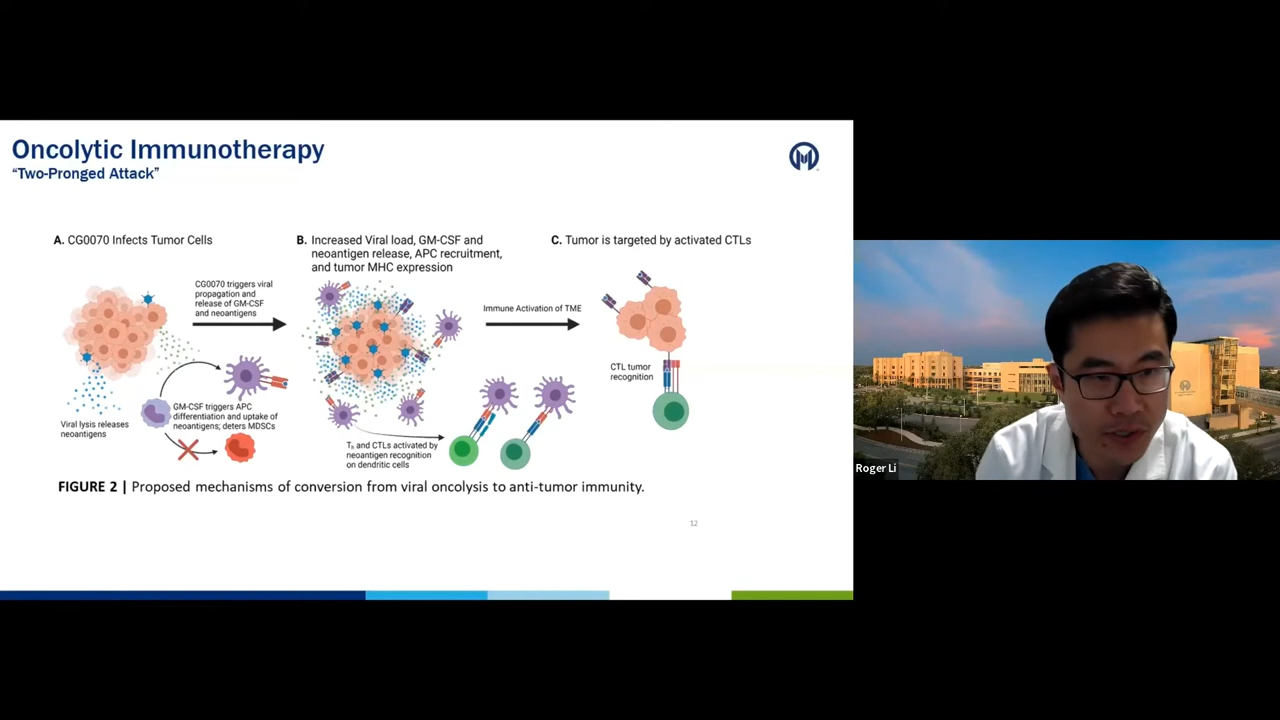 Oncolytic Immunotherapy
“Two-Pronged Attack”
A. CG0070 Infects Tumor Cells
B. Increased Viral load, GM-CSF and
neoantigen release, APC recruitment,
and tumor MHC expression
C. Tumor is targeted by activated CTLs
CG0070 triggers viral
propagation and
release of GM-CSF
and neoantigens
Immune Activation of TME
CTL tumor
recognition
GM-CSF triggers APC
differentiation and uptake of
neoantigens; deters MDSCs
Viral lysis releases
neoantigens
Th and CTLs activated by
neoantigen recognition
on dendritic cells
FIGURE 2 | Proposed mechanisms of conversion from viral oncolysis to anti-tumor immunity.
12
Roger Li